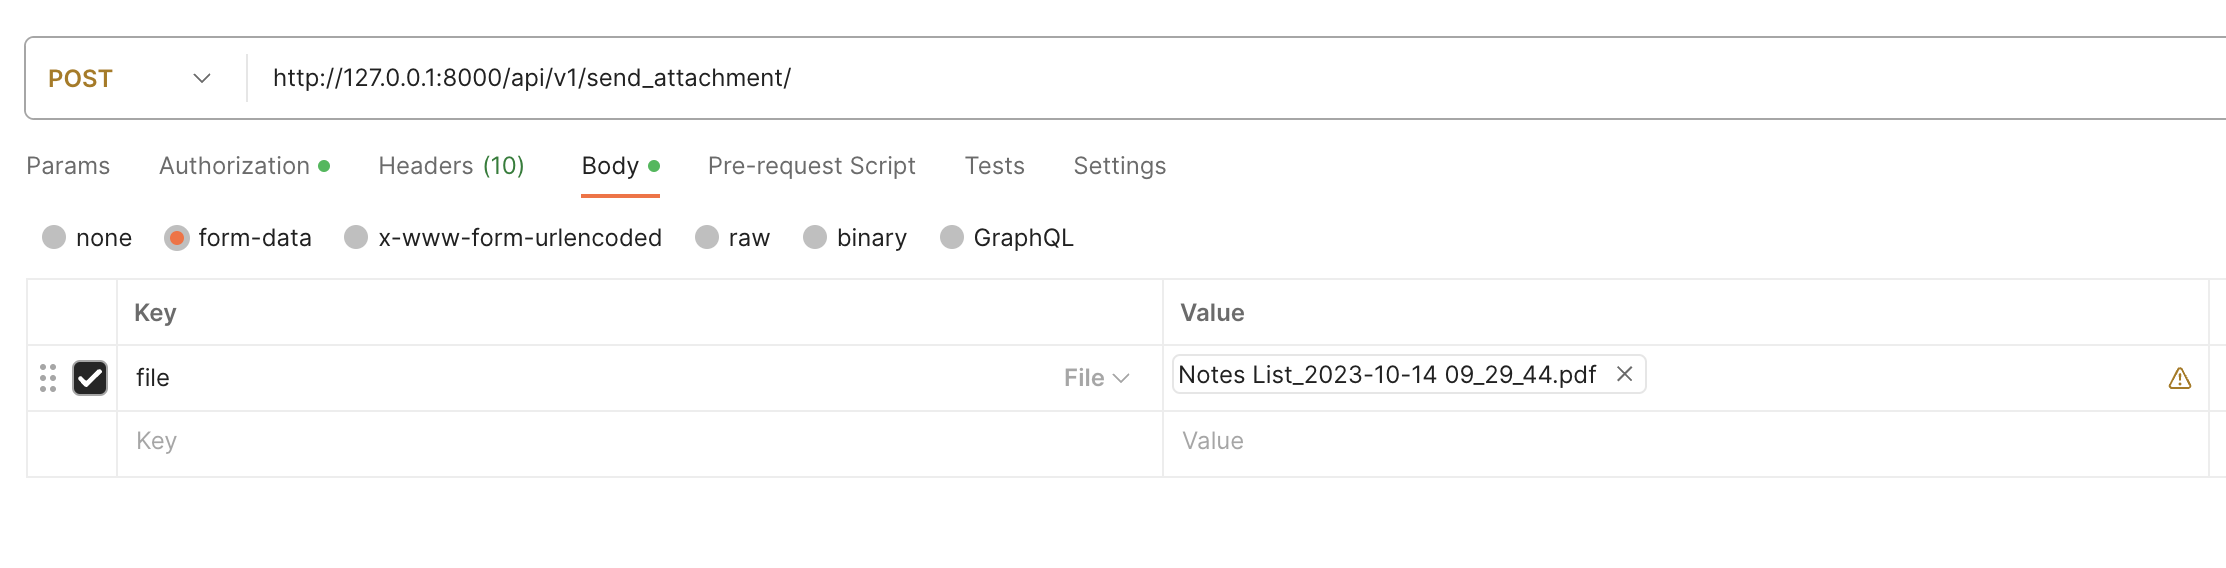 POST http://127.0.0.1:8000/api/v1/send_attachment/
Params Authorization Headers (10) Body Pre-request Script Tests Settings
none form-data x-www-form-urlencoded raw binary GraphQL
Key Value
file File Notes List_2023-10-14 09_29_44.pdf
Key Value